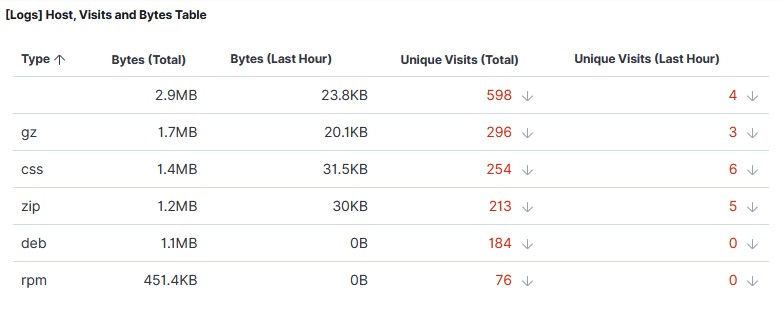 [Logs] Host, Visits and Bytes Table
Type ↑ Bytes (Total) Bytes (Last Hour) Unique Visits (Total) Unique Visits (Last Hour)
2.9MB 23.8KB 598 ↓ 4 ↓
gz 1.7MB 20.1KB 296 ↓ 3 ↓
css 1.4MB 31.5KB 254 ↓ 6 ↓
zip 1.2MB 30KB 213 ↓ 5 ↓
deb 1.1MB 0B 184 ↓ 0 ↓
rpm 451.4KB 0B 76 ↓ 0 ↓